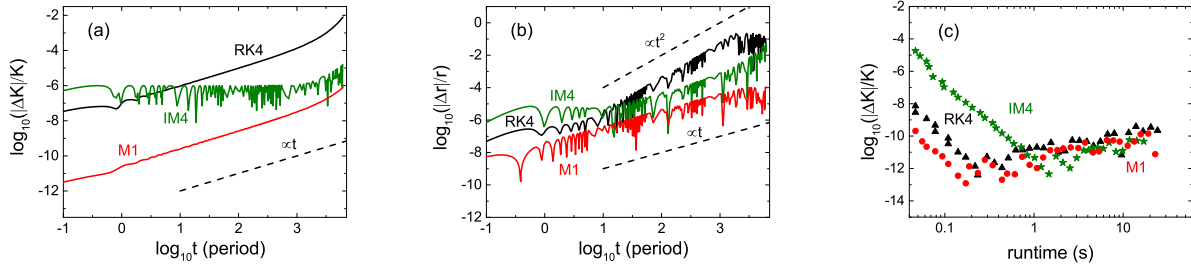 (a)
RK4
IM4
M1
∝t
log₁₀(|ΔK|/K)
-2
-4
-6
-8
-10
-12
-1 0 1 2 3
log₁₀t (period)
(b)
∝t²
IM4
RK4
M1
∝t
log₁₀(|Δr|/r)
0
-2
-4
-6
-8
-10
-12
-1 0 1 2 3
log₁₀t (period)
(c)
IM4
RK4
M1
log₁₀(|ΔK|/K)
-4
-6
-8
-10
-12
-14
0.1 1 10
runtime (s)